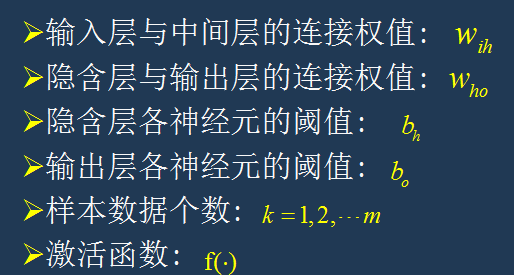 ➢输入层与中间层的连接权值： w_ih
➢隐含层与输出层的连接权值： w_ho
➢隐含层各神经元的阈值： b_h
➢输出层各神经元的阈值： b_o
➢样本数据个数： k = 1,2,⋯m
➢激活函数： f(·)